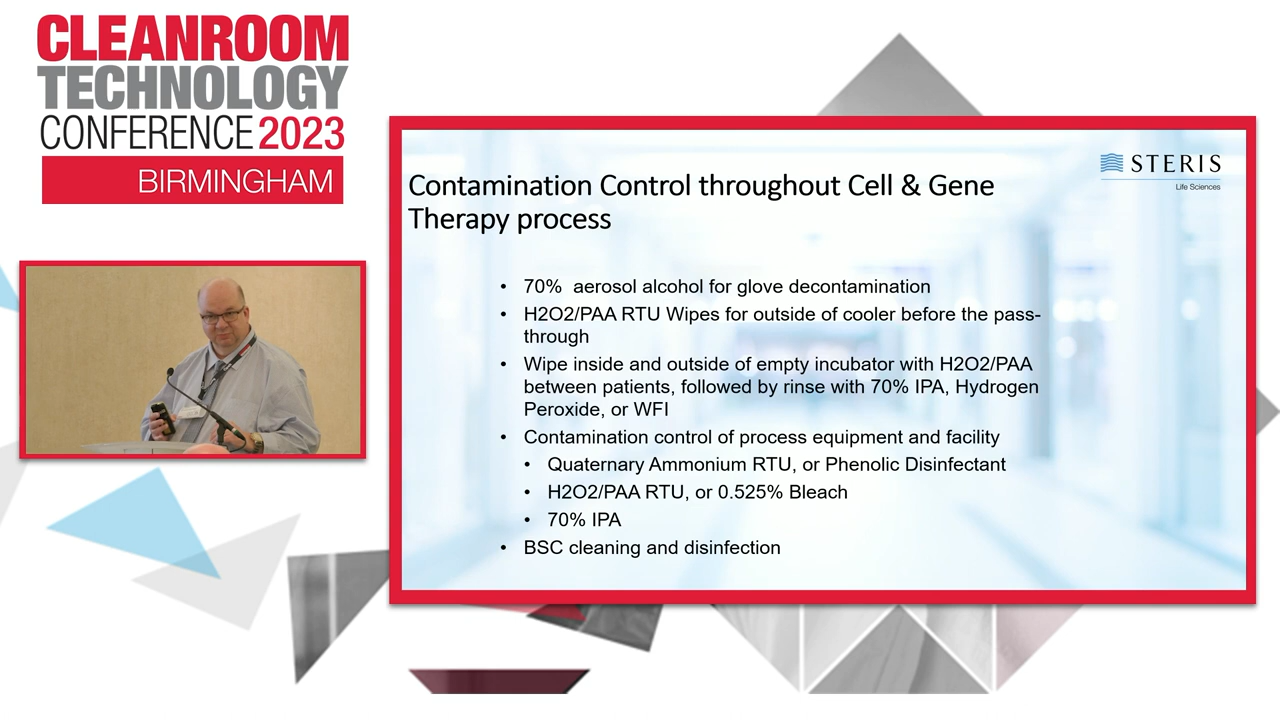 CLEANROOM
TECHNOLOGY
CONFERENCE 2023
BIRMINGHAM
STERIS
Life Sciences
Contamination Control throughout Cell & Gene
Therapy process
• 70%  aerosol alcohol for glove decontamination
• H2O2/PAA RTU Wipes for outside of cooler before the pass-
through
• Wipe inside and outside of empty incubator with H2O2/PAA
between patients, followed by rinse with 70% IPA, Hydrogen
Peroxide, or WFI
• Contamination control of process equipment and facility
• Quaternary Ammonium RTU, or Phenolic Disinfectant
• H2O2/PAA RTU, or 0.525% Bleach
• 70% IPA
• BSC cleaning and disinfection